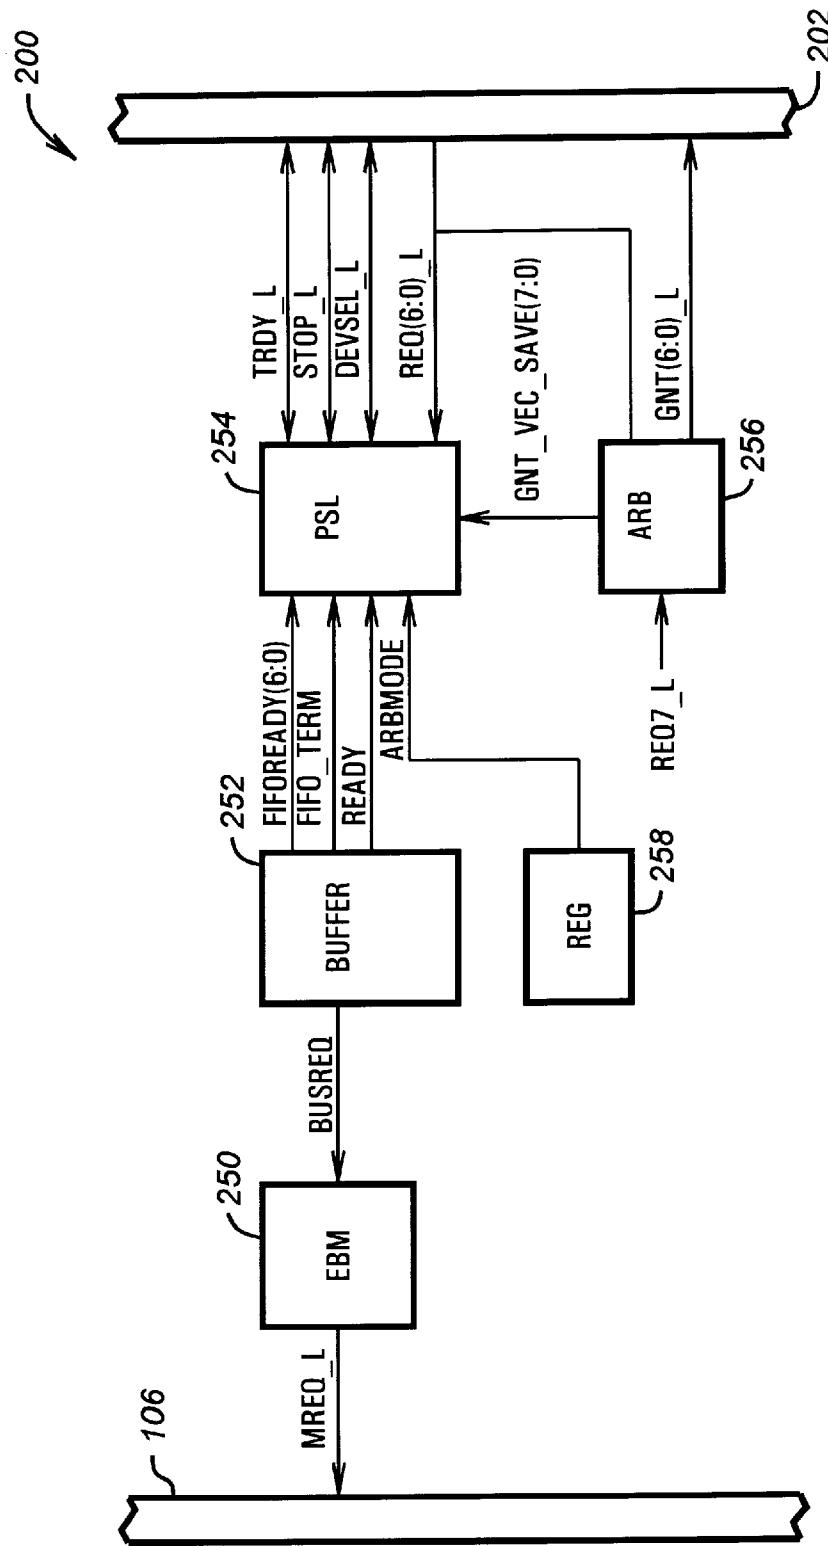 200
202
TRDY_L
STOP_L
DEVSEL_L
REQ(6:0)_L
GNT_VEC_SAVE(7:0)
GNT(6:0)_L
254
PSL
256
ARB
REQ7_L
FIFOREADY(6:0)
FIFO_TERM
READY
ARBMODE
252
BUFFER
258
REG
BUSREQ
250
EBM
MREQ_L
106